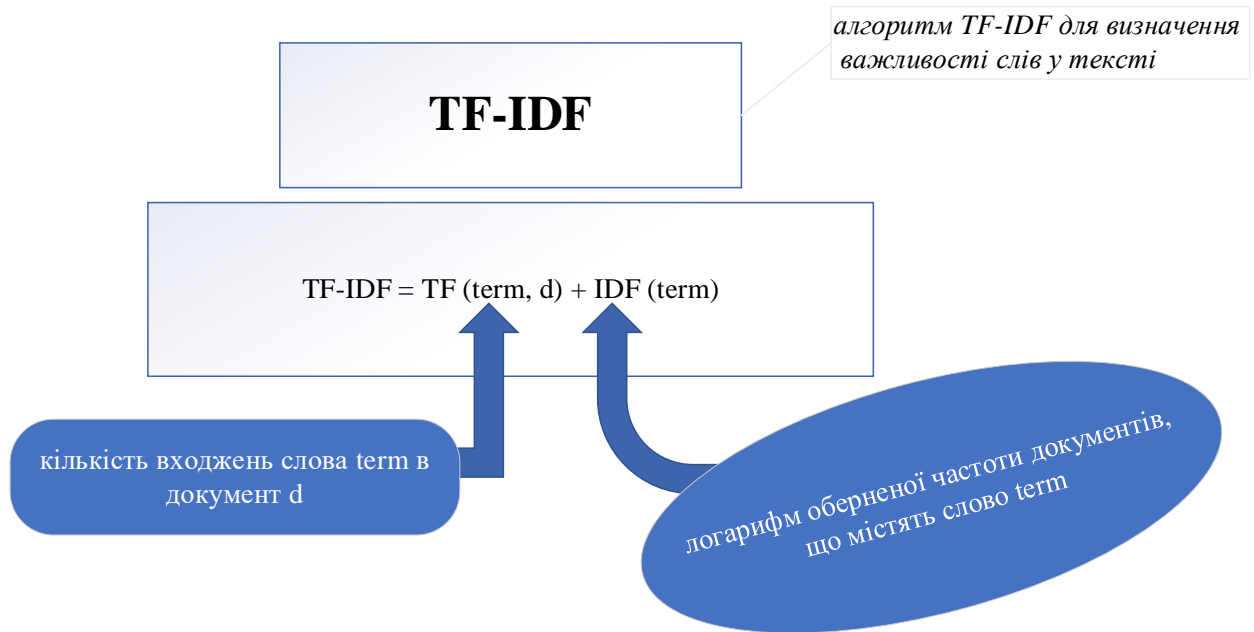 алгоритм TF-IDF для визначення
важливості слів у тексті
TF-IDF
TF-IDF = TF (term, d) + IDF (term)
кількість входжень слова term в
документ d
логарифм оберненої частоти документів,
що містять слово term